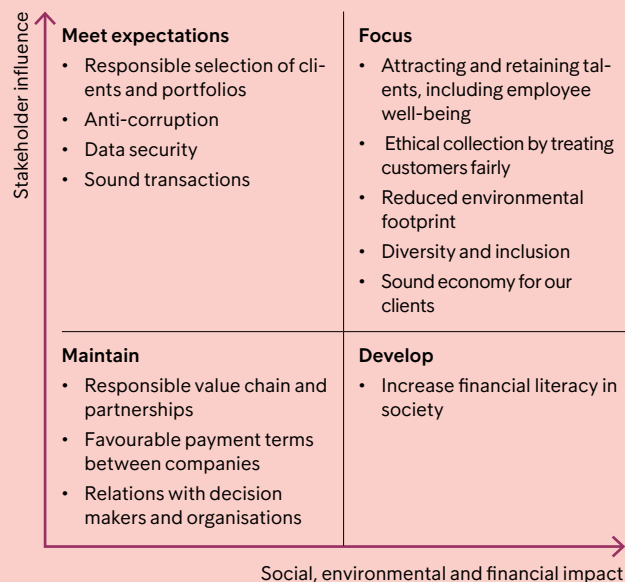 Stakeholder influence
Meet expectations
• Responsible selection of cli-
ents and portfolios
• Anti-corruption
• Data security
• Sound transactions
Focus
• Attracting and retaining tal-
ents, including employee
well-being
• Ethical collection by treating
customers fairly
• Reduced environmental
footprint
• Diversity and inclusion
• Sound economy for our
clients
Maintain
• Responsible value chain and
partnerships
• Favourable payment terms
between companies
• Relations with decision
makers and organisations
Develop
• Increase financial literacy in
society
Social, environmental and financial impact